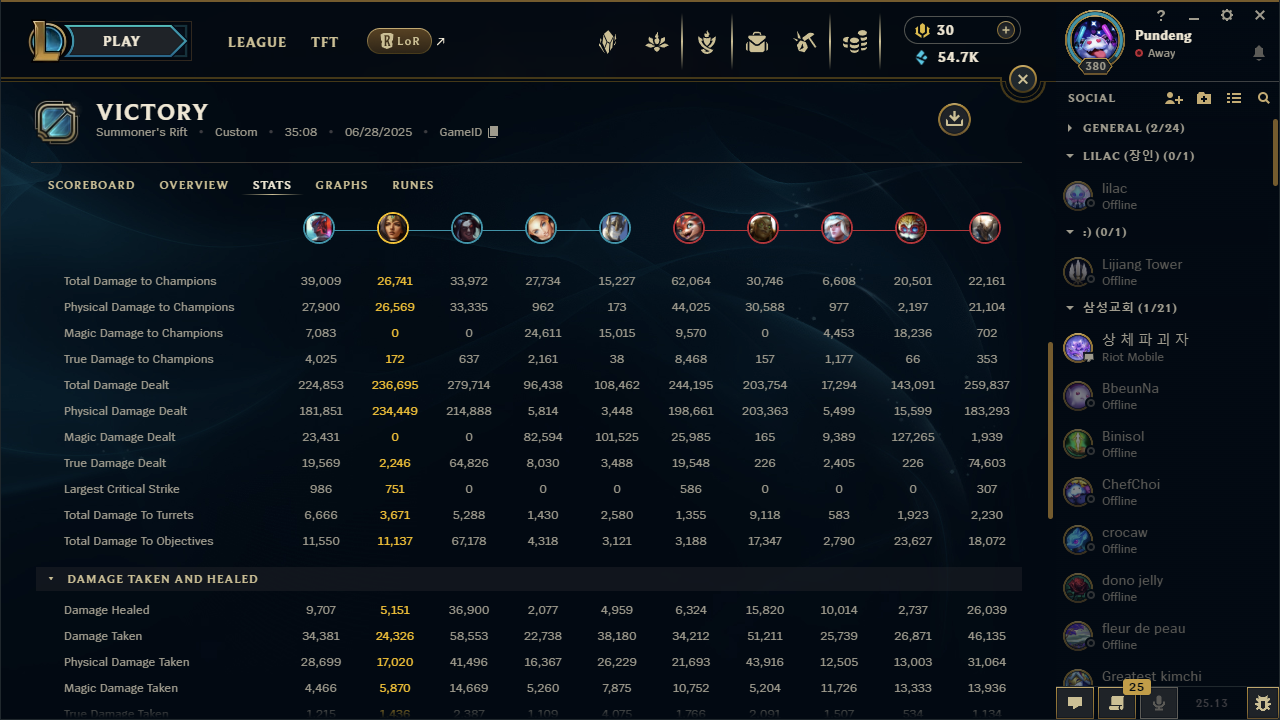 PLAY
LEAGUE
TFT
LoR
30
54.7K
?
Pundeng
Away
380
VICTORY
Summoner's Rift • Custom • 35:08 • 06/28/2025 • GameID
SCOREBOARD OVERVIEW STATS GRAPHS RUNES
Total Damage to Champions 39,009 26,741 33,972 27,734 15,227 62,064 30,746 6,608 20,501 22,161
Physical Damage to Champions 27,900 26,569 33,335 962 173 44,025 30,588 977 2,197 21,104
Magic Damage to Champions 7,083 0 0 24,611 15,015 9,570 0 4,453 18,236 702
True Damage to Champions 4,025 172 637 2,161 38 8,468 157 1,177 66 353
Total Damage Dealt 224,853 236,695 279,714 96,438 108,462 244,195 203,754 17,294 143,091 259,837
Physical Damage Dealt 181,851 234,449 214,888 5,814 3,448 198,661 203,363 5,499 15,599 183,293
Magic Damage Dealt 23,431 0 0 82,594 101,525 25,985 165 9,389 127,265 1,939
True Damage Dealt 19,569 2,246 64,826 8,030 3,488 19,548 226 2,405 226 74,603
Largest Critical Strike 986 751 0 0 0 586 0 0 0 307
Total Damage To Turrets 6,666 3,671 5,288 1,430 2,580 1,355 9,118 583 1,923 2,230
Total Damage To Objectives 11,550 11,137 67,178 4,318 3,121 3,188 17,347 2,790 23,627 18,072
DAMAGE TAKEN AND HEALED
Damage Healed 9,707 5,151 36,900 2,077 4,959 6,324 15,820 10,014 2,737 26,039
Damage Taken 34,381 24,326 58,553 22,738 38,180 34,212 51,211 25,739 26,871 46,135
Physical Damage Taken 28,699 17,020 41,496 16,367 26,229 21,693 43,916 12,505 13,003 31,064
Magic Damage Taken 4,466 5,870 14,669 5,260 7,875 10,752 5,204 11,726 13,333 13,936
True Damage Taken 1,215 1,436 2,387 1,109 4,075 1,766 2,091 1,507 534 1,134
SOCIAL
GENERAL (2/24)
LILAC (장인) (0/1)
lilac
Offline
:) (0/1)
Lijiang Tower
Offline
삼성교회 (1/21)
상 체 파 괴 자
Riot Mobile
BbeunNa
Offline
Binisol
Offline
ChefChoi
Offline
crocaw
Offline
dono jelly
Offline
fleur de peau
Offline
Greatest kimchi
25
25.13